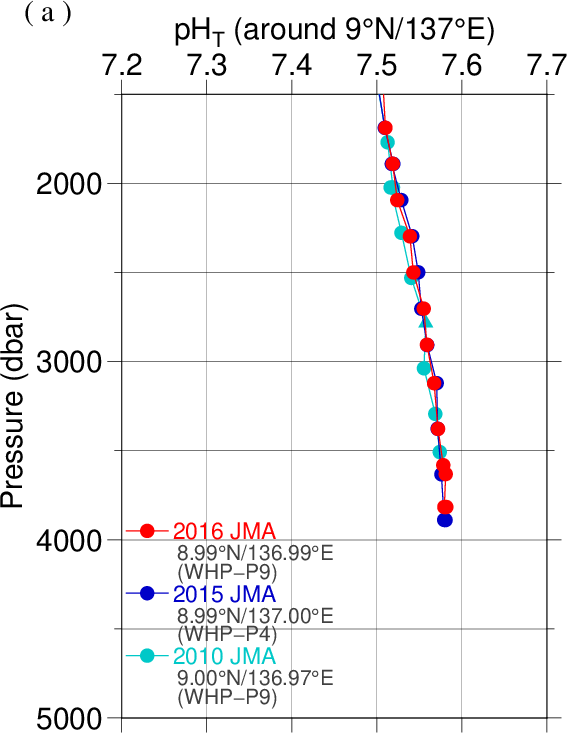 (a)
pH_T (around 9°N/137°E)
7.2 7.3 7.4 7.5 7.6 7.7
Pressure (dbar)
2000
3000
4000
5000
2016 JMA
8.99°N/136.99°E
(WHP−P9)
2015 JMA
8.99°N/137.00°E
(WHP−P4)
2010 JMA
9.00°N/136.97°E
(WHP−P9)